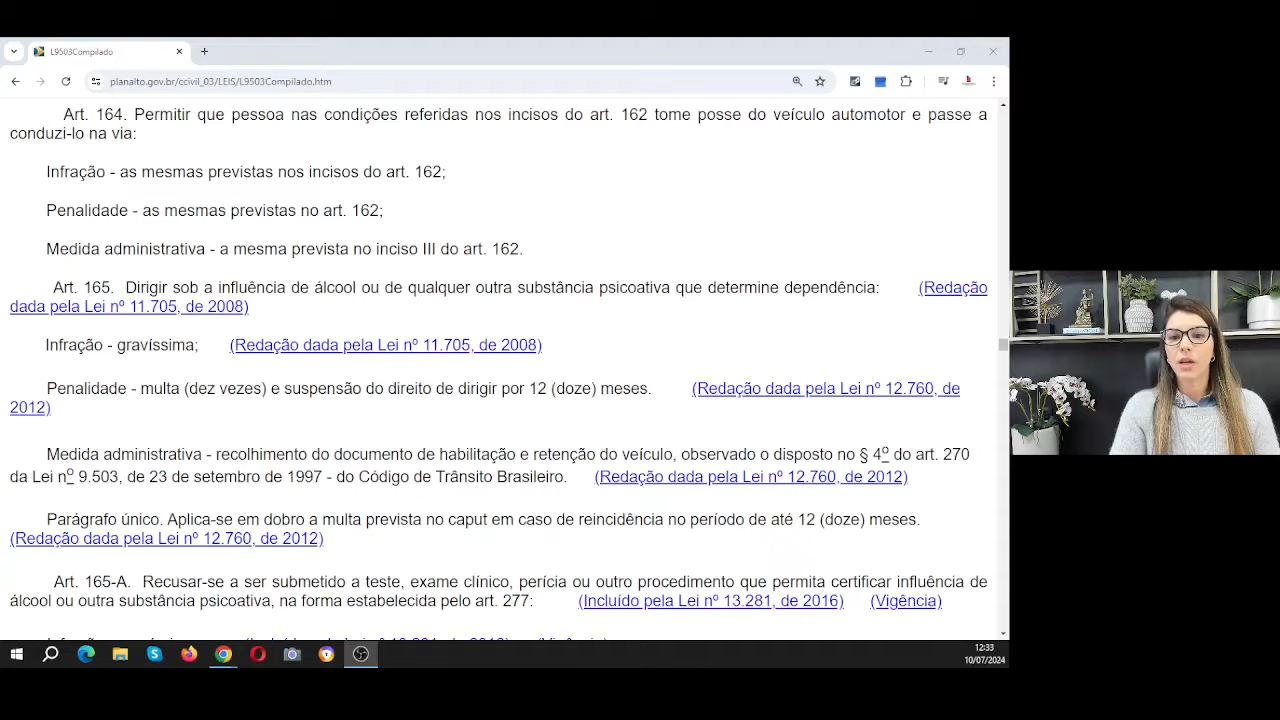 L9503Compilado
planalto.gov.br/ccivil_03/LEIS/L9503Compilado.htm
Art. 164. Permitir que pessoa nas condições referidas nos incisos do art. 162 tome posse do veículo automotor e passe a
conduzi-lo na via:
Infração - as mesmas previstas nos incisos do art. 162;
Penalidade - as mesmas previstas no art. 162;
Medida administrativa - a mesma prevista no inciso III do art. 162.
Art. 165. Dirigir sob a influência de álcool ou de qualquer outra substância psicoativa que determine dependência: (Redação
dada pela Lei nº 11.705, de 2008)
Infração - gravíssima; (Redação dada pela Lei nº 11.705, de 2008)
Penalidade - multa (dez vezes) e suspensão do direito de dirigir por 12 (doze) meses. (Redação dada pela Lei nº 12.760, de
2012)
Medida administrativa - recolhimento do documento de habilitação e retenção do veículo, observado o disposto no § 4º do art. 270
da Lei nº 9.503, de 23 de setembro de 1997 - do Código de Trânsito Brasileiro. (Redação dada pela Lei nº 12.760, de 2012)
Parágrafo único. Aplica-se em dobro a multa prevista no caput em caso de reincidência no período de até 12 (doze) meses.
(Redação dada pela Lei nº 12.760, de 2012)
Art. 165-A. Recusar-se a ser submetido a teste, exame clínico, perícia ou outro procedimento que permita certificar influência de
álcool ou outra substância psicoativa, na forma estabelecida pelo art. 277: (Incluído pela Lei nº 13.281, de 2016) (Vigência)
12:33
10/07/2024